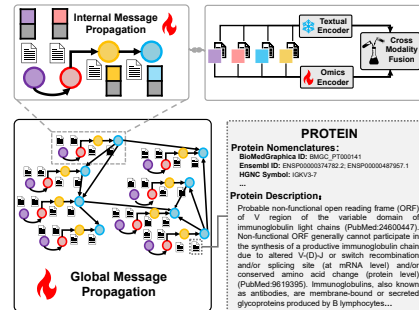 Internal Message
Propagation
Textual
Encoder
Omics
Encoder
Cross
Modality
Fusion
Global Message
Propagation
PROTEIN
Protein Nomenclatures:
BioMedGraphica ID: BMGC_PT000141
Ensembl ID: ENSP00000374782.2; ENSP00000487957.1
HGNC Symbol: IGKV3-7
...
Protein Description:
Probable non-functional open reading frame (ORF)
of V region of the variable domain of
immunoglobulin light chains (PubMed:24600447).
Non-functional ORF generally cannot participate in
the synthesis of a productive immunoglobulin chain
due to altered V-(D)-J or switch recombination
and/or splicing site (at mRNA level) and/or
conserved amino acid change (protein level)
(PubMed:9619395). Immunoglobulins, also known
as antibodies, are membrane-bound or secreted
glycoproteins produced by B lymphocytes...